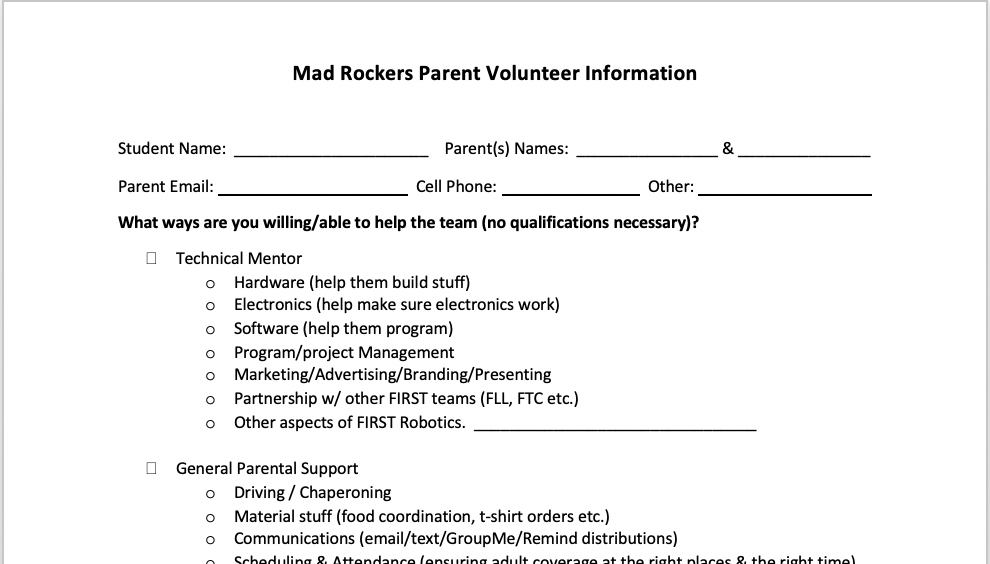 Mad Rockers Parent Volunteer Information
Student Name: ______________________ Parent(s) Names: ________________ & _______________
Parent Email: ______________________ Cell Phone: ________________ Other: ____________________
What ways are you willing/able to help the team (no qualifications necessary)?
☐ Technical Mentor
o Hardware (help them build stuff)
o Electronics (help make sure electronics work)
o Software (help them program)
o Program/project Management
o Marketing/Advertising/Branding/Presenting
o Partnership w/ other FIRST teams (FLL, FTC etc.)
o Other aspects of FIRST Robotics. ________________________________
☐ General Parental Support
o Driving / Chaperoning
o Material stuff (food coordination, t-shirt orders etc.)
o Communications (email/text/GroupMe/Remind distributions)
o Scheduling & Attendance (ensuring adult coverage at the right places & the right time)